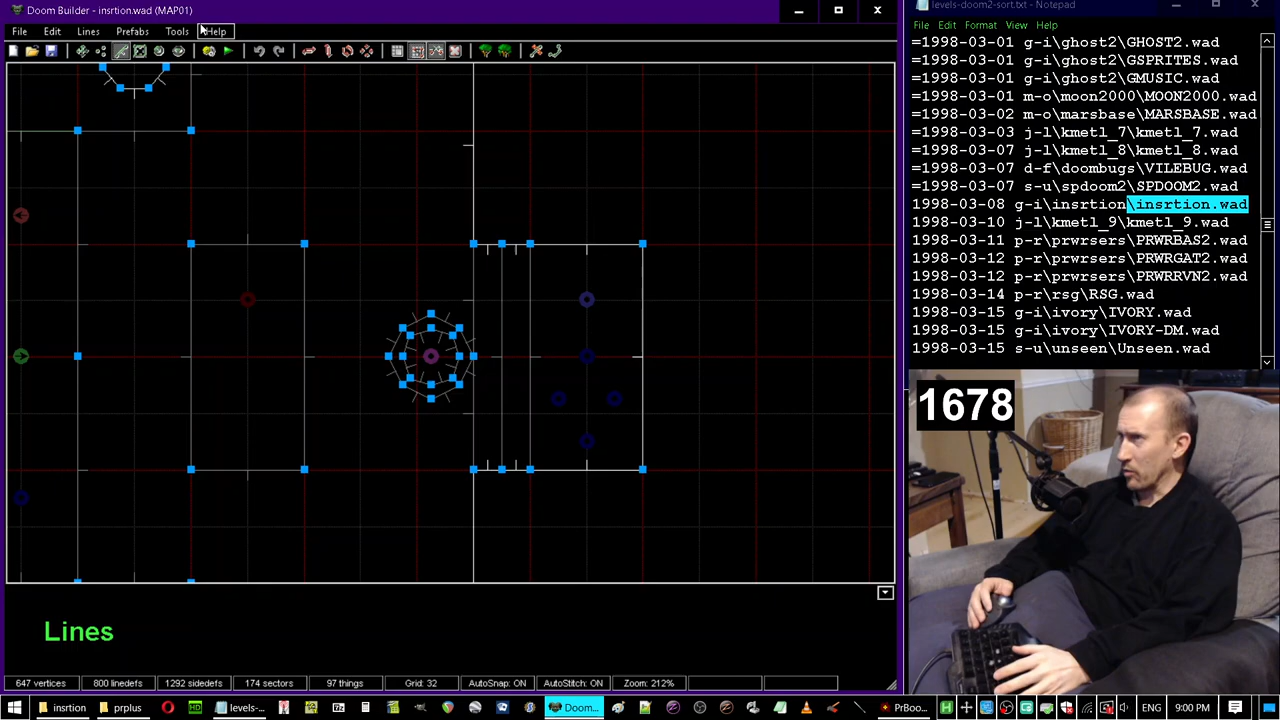 Doom Builder - insrtion.wad (MAP01)
File Edit Lines Prefabs Tools Help
Lines
647 vertices 800 linedefs 1292 sidedefs 174 sectors 97 things Grid: 32 AutoSnap: ON AutoStitch: ON Zoom: 212%
levels-doom2-sort.txt - Notepad
File Edit Format View Help
=1998-03-01 g-i\ghost2\GHOST2.wad
=1998-03-01 g-i\ghost2\GSPRITES.wad
=1998-03-01 g-i\ghost2\GMUSIC.wad
=1998-03-01 m-o\moon2000\MOON2000.wad
=1998-03-02 m-o\marsbase\MARSBASE.wad
=1998-03-03 j-l\kmetl_7\kmetl_7.wad
=1998-03-07 j-l\kmetl_8\kmetl_8.wad
=1998-03-07 d-f\doombugs\VILEBUG.wad
=1998-03-07 s-u\spdoom2\SPDOOM2.wad
1998-03-08 g-i\insrtion\insrtion.wad
1998-03-10 j-l\kmetl_9\kmetl_9.wad
1998-03-11 p-r\prwrsers\PRWRBAS2.wad
1998-03-12 p-r\prwrsers\PRWRGAT2.wad
1998-03-12 p-r\prwrsers\PRWRRVN2.wad
1998-03-14 p-r\rsg\RSG.wad
1998-03-15 g-i\ivory\IVORY.wad
1998-03-15 g-i\ivory\IVORY-DM.wad
1998-03-15 s-u\unseen\Unseen.wad
1678
insrtion prplus levels-... Doom... PrBoo... ENG 9:00 PM